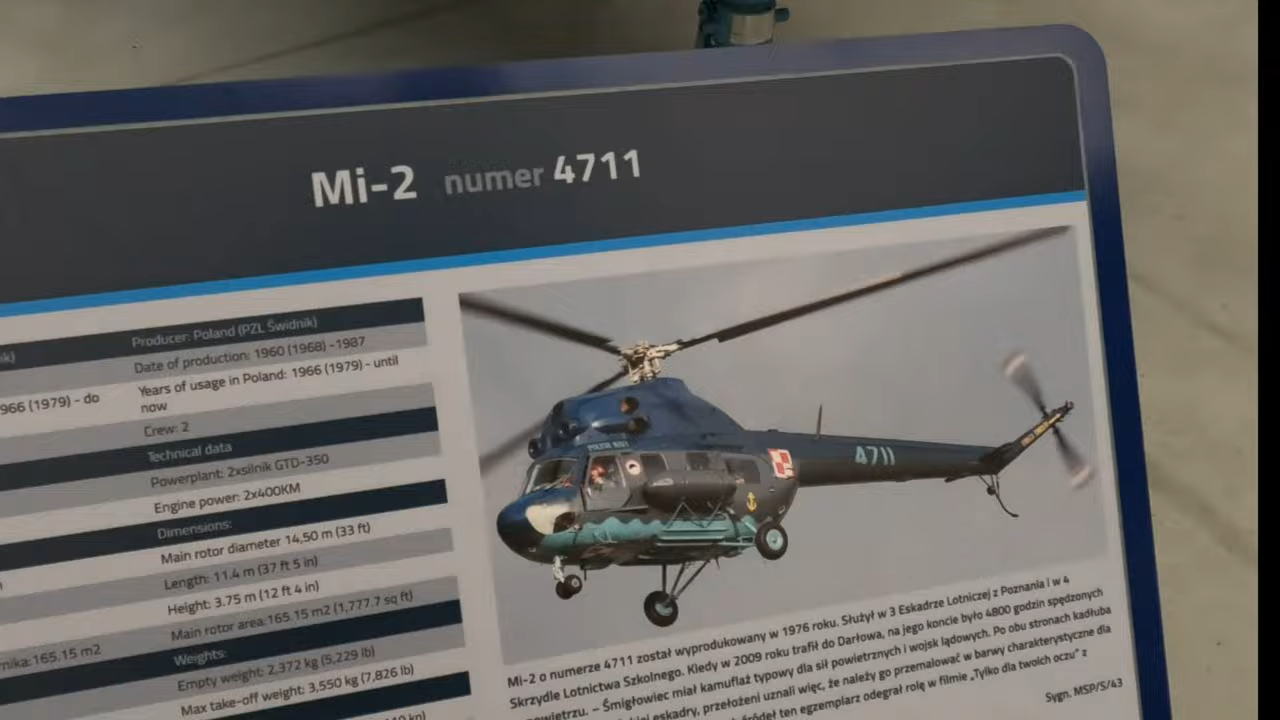 Mi-2 numer 4711
Producer: Poland (PZL Świdnik)
Date of production: 1960 (1968) -1987
966 (1979) - do
Years of usage in Poland: 1966 (1979) - until now
Crew: 2
Technical data
Powerplant: 2xsilnik GTD-350
Engine power: 2x400KM
Dimensions:
Main rotor diameter 14,50 m (33 ft)
Length: 11.4 m (37 ft 5 in)
Height: 3.75 m (12 ft 4 in)
Main rotor area:165.15 m2 (1,777.7 sq ft)
nika:165.15 m2
Weights:
Empty weight: 2,372 kg (5,229 lb)
Max take-off weight: 3,550 kg (7,826 lb)
4711
Mi-2 o numerze 4711 został wyprodukowany w 1976 roku. Służył w 3 Eskadrze Lotniczej z Poznania i w 4
Skrzydle Lotnictwa Szkolnego. Kiedy w 2009 roku trafił do Darłowa, na jego koncie było 4800 godzin spędzonych
powietrzu. – Śmigłowiec miał kamuflaż typowy dla sił powietrznych i wojsk lądowych. Po obu stronach kadłuba
eskadry, przełożeni uznali więc, że należy go przemalować w barwy charakterystyczne dla
ten egzemplarz odegrał rolę w filmie „Tylko dla twoich oczu” z
Sygn. MSP/S/43